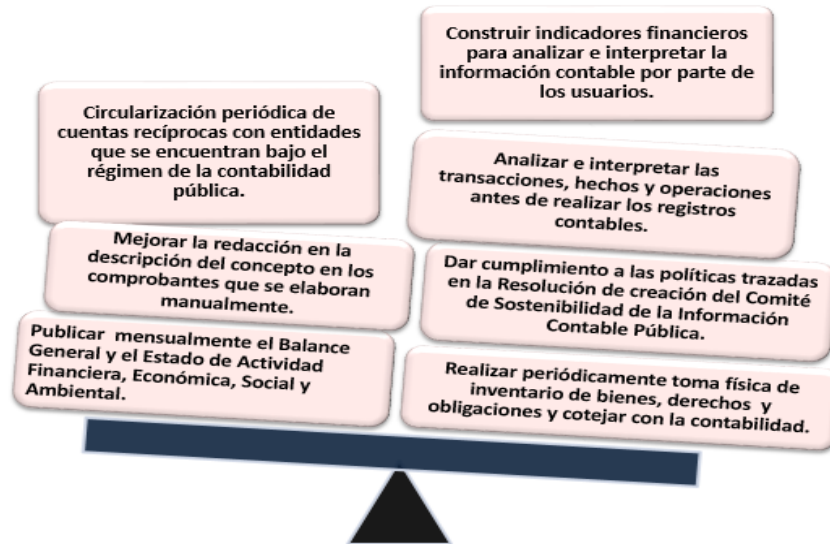 Circularización periódica de
cuentas recíprocas con entidades
que se encuentran bajo el
régimen de la contabilidad
pública.
Mejorar la redacción en la
descripción del concepto en los
comprobantes que se elaboran
manualmente.
Publicar mensualmente el Balance
General y el Estado de Actividad
Financiera, Económica, Social y
Ambiental.
Construir indicadores financieros
para analizar e interpretar la
información contable por parte de
los usuarios.
Analizar e interpretar las
transacciones, hechos y operaciones
antes de realizar los registros
contables.
Dar cumplimiento a las políticas trazadas
en la Resolución de creación del Comité
de Sostenibilidad de la Información
Contable Pública.
Realizar periódicamente toma física de
inventario de bienes, derechos y
obligaciones y cotejar con la contabilidad.